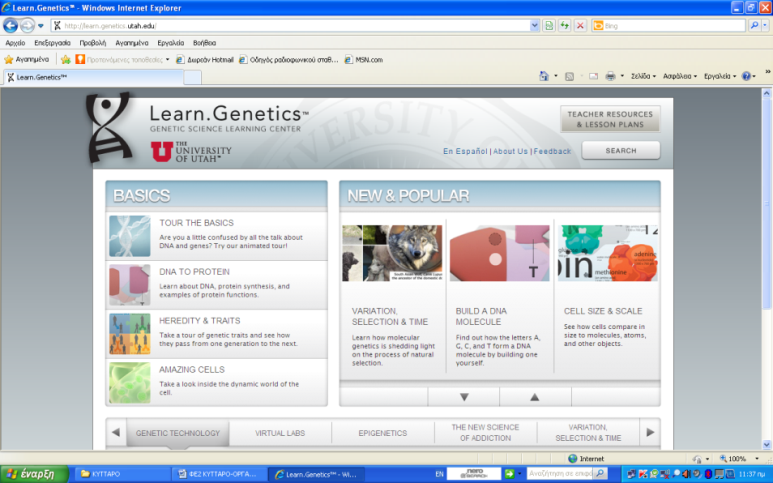 Learn.Genetics™ - Windows Internet Explorer
http://learn.genetics.utah.edu/
Bing
Αρχείο Επεξεργασία Προβολή Αγαπημένα Εργαλεία Βοήθεια
Αγαπημένα Προτεινόμενες τοποθεσίες Δωρεάν Hotmail Οδηγός ραδιοφωνικού σταθ... MSN.com
Learn.Genetics™
Σελίδα Ασφάλεια Εργαλεία
Learn.Genetics™
GENETIC SCIENCE LEARNING CENTER
U THE UNIVERSITY OF UTAH™
UNIVERSITY
TEACHER RESOURCES
& LESSON PLANS
En Español | About Us | Feedback
SEARCH
BASICS
TOUR THE BASICS
Are you a little confused by all the talk about
DNA and genes? Try our animated tour!
DNA TO PROTEIN
Learn about DNA, protein synthesis, and
examples of protein functions.
HEREDITY & TRAITS
Take a tour of genetic traits and see how
they pass from one generation to the next.
AMAZING CELLS
Take a look inside the dynamic world of the
cell.
NEW & POPULAR
T
methionine
VARIATION,
SELECTION & TIME
Learn how molecular
genetics is shedding light
on the process of natural
selection.
BUILD A DNA
MOLECULE
Find out how the letters A,
G, C, and T form a DNA
molecule by building one
yourself.
CELL SIZE & SCALE
See how cells compare in
size to molecules, atoms,
and other objects.
GENETIC TECHNOLOGY
VIRTUAL LABS
EPIGENETICS
THE NEW SCIENCE
OF ADDICTION
VARIATION,
SELECTION & TIME
Internet
100%
έναρξη
ΚΥΤΤΑΡΟ
ΦΕ2 ΚΥΤΤΑΡΟ-ΟΡΓΑ...
Learn.Genetics™ - Wi...
EN
nero
SEARCH
Αναζήτηση σε επιφά
11:37 πμ